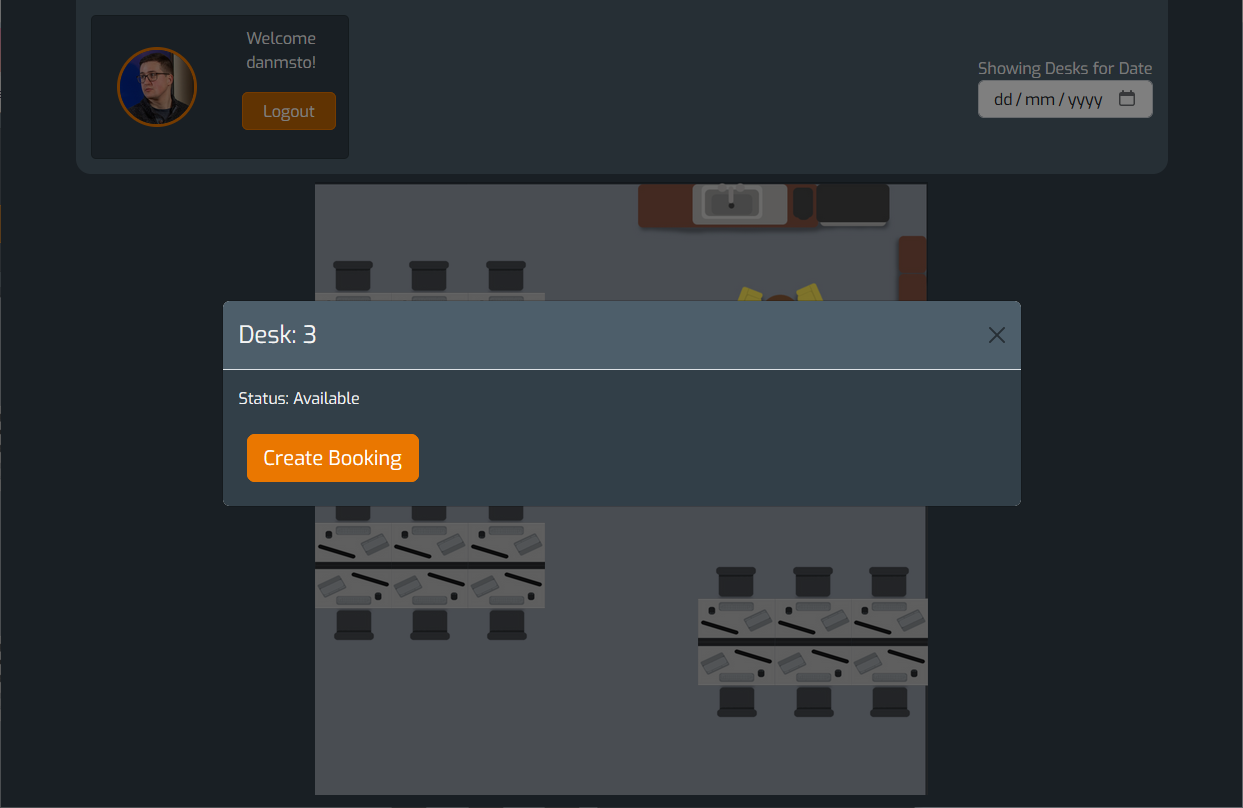 Welcome
danmsto!
Logout
Showing Desks for Date
dd / mm / yyyy
Desk: 3
Status: Available
Create Booking